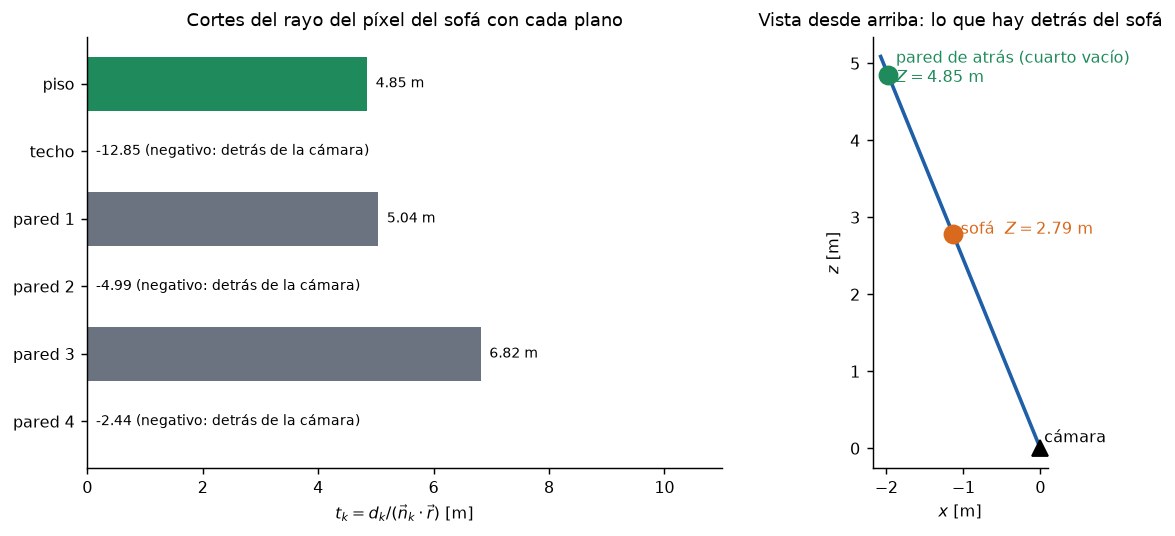 Cortes del rayo del píxel del sofá con cada plano
piso
4.85 m
techo
-12.85 (negativo: detrás de la cámara)
pared 1
5.04 m
pared 2
-4.99 (negativo: detrás de la cámara)
pared 3
6.82 m
pared 4
-2.44 (negativo: detrás de la cámara)
0 2 4 6 8 10
$t_k = d_k/(\vec{n}_k \cdot \vec{r})$ [m]
Vista desde arriba: lo que hay detrás del sofá
z [m]
5
4
3
2
1
0
pared de atrás (cuarto vacío)
Z = 4.85 m
sofá Z = 2.79 m
cámara
−2 −1 0
x [m]